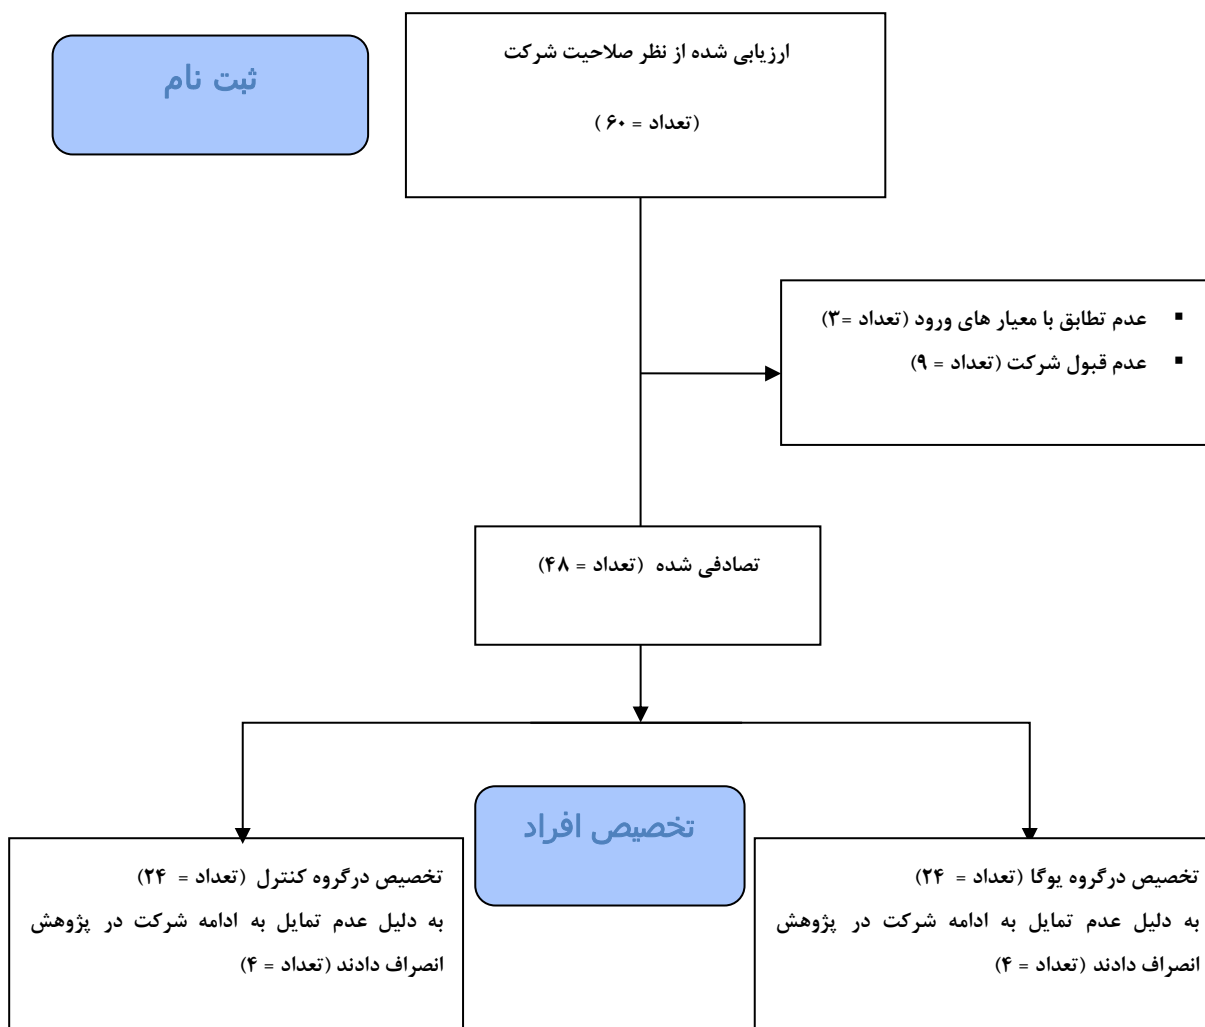 ثبت نام
ارزیابی شده از نظر صلاحیت شرکت
(تعداد = ۶۰ )
▪ عدم تطابق با معیار های ورود (تعداد =۳)
▪ عدم قبول شرکت (تعداد = ۹)
تصادفی شده (تعداد = ۴۸)
تخصیص افراد
تخصیص درگروه یوگا (تعداد = ۲۴)
به دلیل عدم تمایل به ادامه شرکت در پژوهش
انصراف دادند (تعداد = ۴)
تخصیص درگروه کنترل (تعداد = ۲۴)
به دلیل عدم تمایل به ادامه شرکت در پژوهش
انصراف دادند (تعداد = ۴)